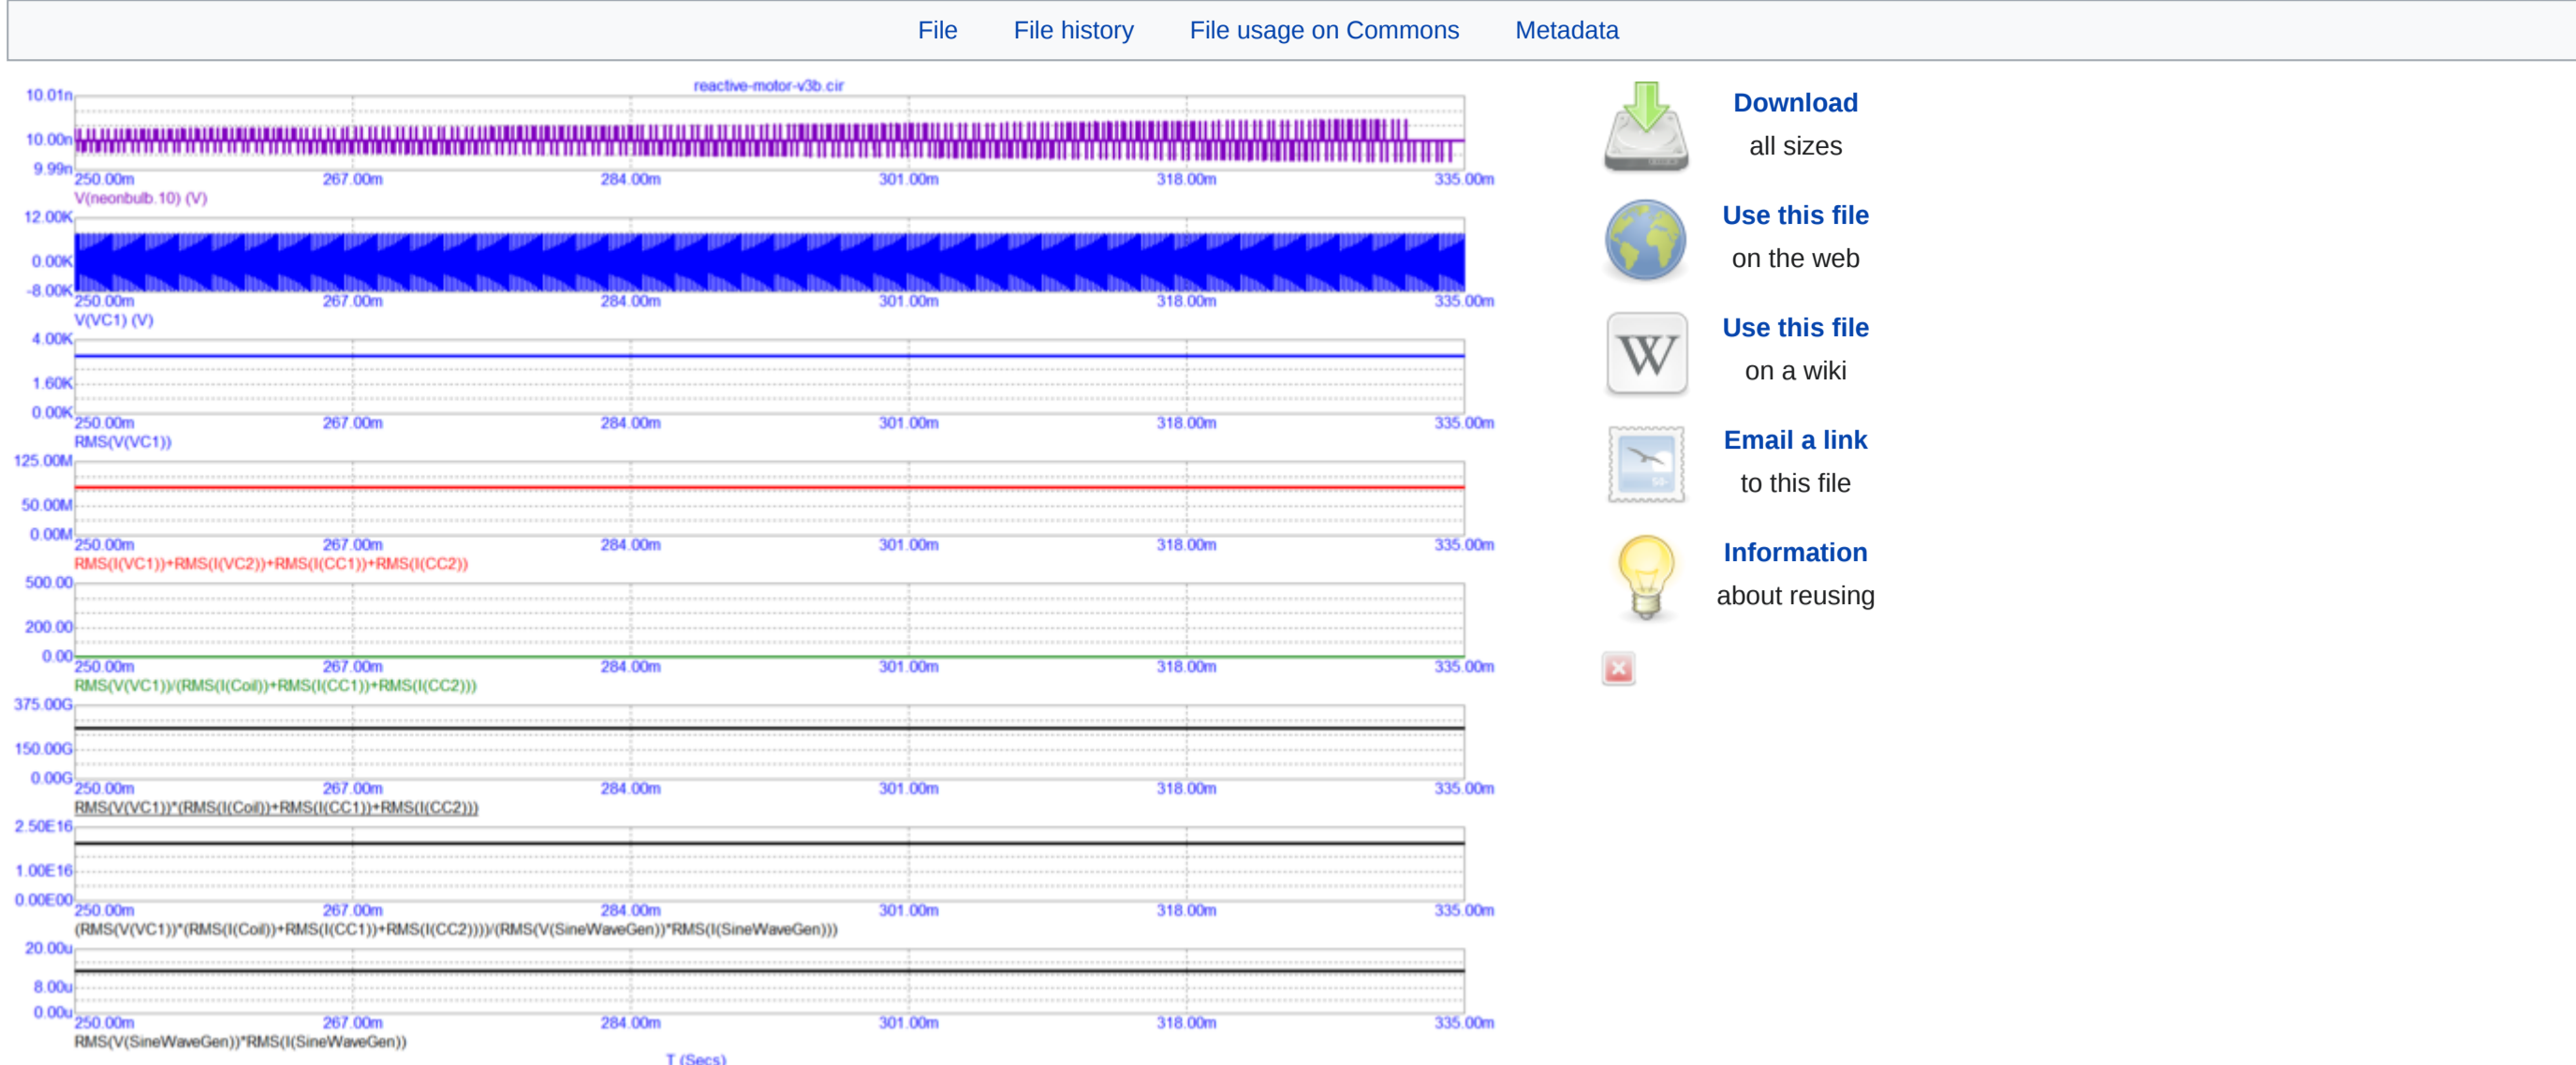 File File history File usage on Commons Metadata
reactive-motor-v3b.cir
10.01n
10.00n
9.99n
250.00m 267.00m 284.00m 301.00m 318.00m 335.00m
V(neonbulb.10) (V)
12.00K
0.00K
-8.00K
250.00m 267.00m 284.00m 301.00m 318.00m 335.00m
V(VC1) (V)
4.00K
1.60K
0.00K
250.00m 267.00m 284.00m 301.00m 318.00m 335.00m
RMS(V(VC1))
125.00M
50.00M
0.00M
250.00m 267.00m 284.00m 301.00m 318.00m 335.00m
RMS(I(VC1))+RMS(I(VC2))+RMS(I(CC1))+RMS(I(CC2))
500.00
200.00
0.00
250.00m 267.00m 284.00m 301.00m 318.00m 335.00m
RMS(V(VC1))/(RMS(I(Coil))+RMS(I(CC1))+RMS(I(CC2)))
375.00G
150.00G
0.00G
250.00m 267.00m 284.00m 301.00m 318.00m 335.00m
RMS(V(VC1))*(RMS(I(Coil))+RMS(I(CC1))+RMS(I(CC2)))
2.50E16
1.00E16
0.00E00
250.00m 267.00m 284.00m 301.00m 318.00m 335.00m
(RMS(V(VC1))*(RMS(I(Coil))+RMS(I(CC1))+RMS(I(CC2))))/(RMS(V(SineWaveGen))*RMS(I(SineWaveGen)))
20.00u
8.00u
0.00u
250.00m 267.00m 284.00m 301.00m 318.00m 335.00m
RMS(V(SineWaveGen))*RMS(I(SineWaveGen))
T (Secs)
Download
all sizes
Use this file
on the web
W
Use this file
on a wiki
50-
Email a link
to this file
Information
about reusing